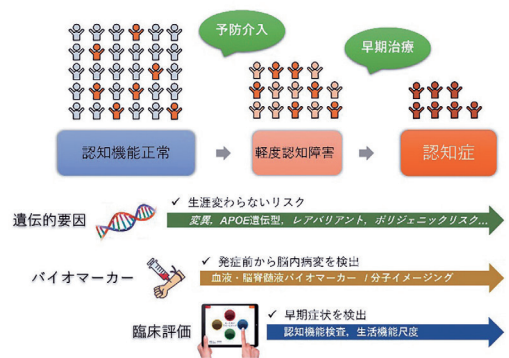 予防介入
早期治療
認知機能正常
軽度認知障害
認知症
遺伝的要因
✓ 生涯変わらないリスク
変異, APOE遺伝型, レアバリアント, ポリジェニックリスク...
バイオマーカー
✓ 発症前から脳内病変を検出
血液・脳脊髄液バイオマーカー / 分子イメージング
臨床評価
✓ 早期症状を検出
認知機能検査, 生活機能尺度